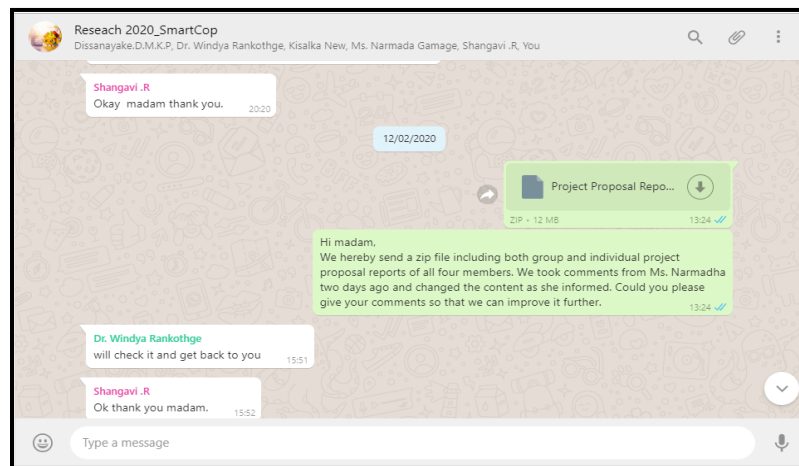 Reseach 2020_SmartCop
Dissanayake.D.M.K.P, Dr. Windya Rankothge, Kisalka New, Ms. Narmada Gamage, Shangavi .R, You
Shangavi .R
Okay madam thank you.
20:20
12/02/2020
Project Proposal Repo...
ZIP • 12 MB
13:24
Hi madam,
We hereby send a zip file including both group and individual project
proposal reports of all four members. We took comments from Ms. Narmadha
two days ago and changed the content as she informed. Could you please
give your comments so that we can improve it further.
13:24
Dr. Windya Rankothge
will check it and get back to you
15:51
Shangavi .R
Ok thank you madam.
15:52
Type a message